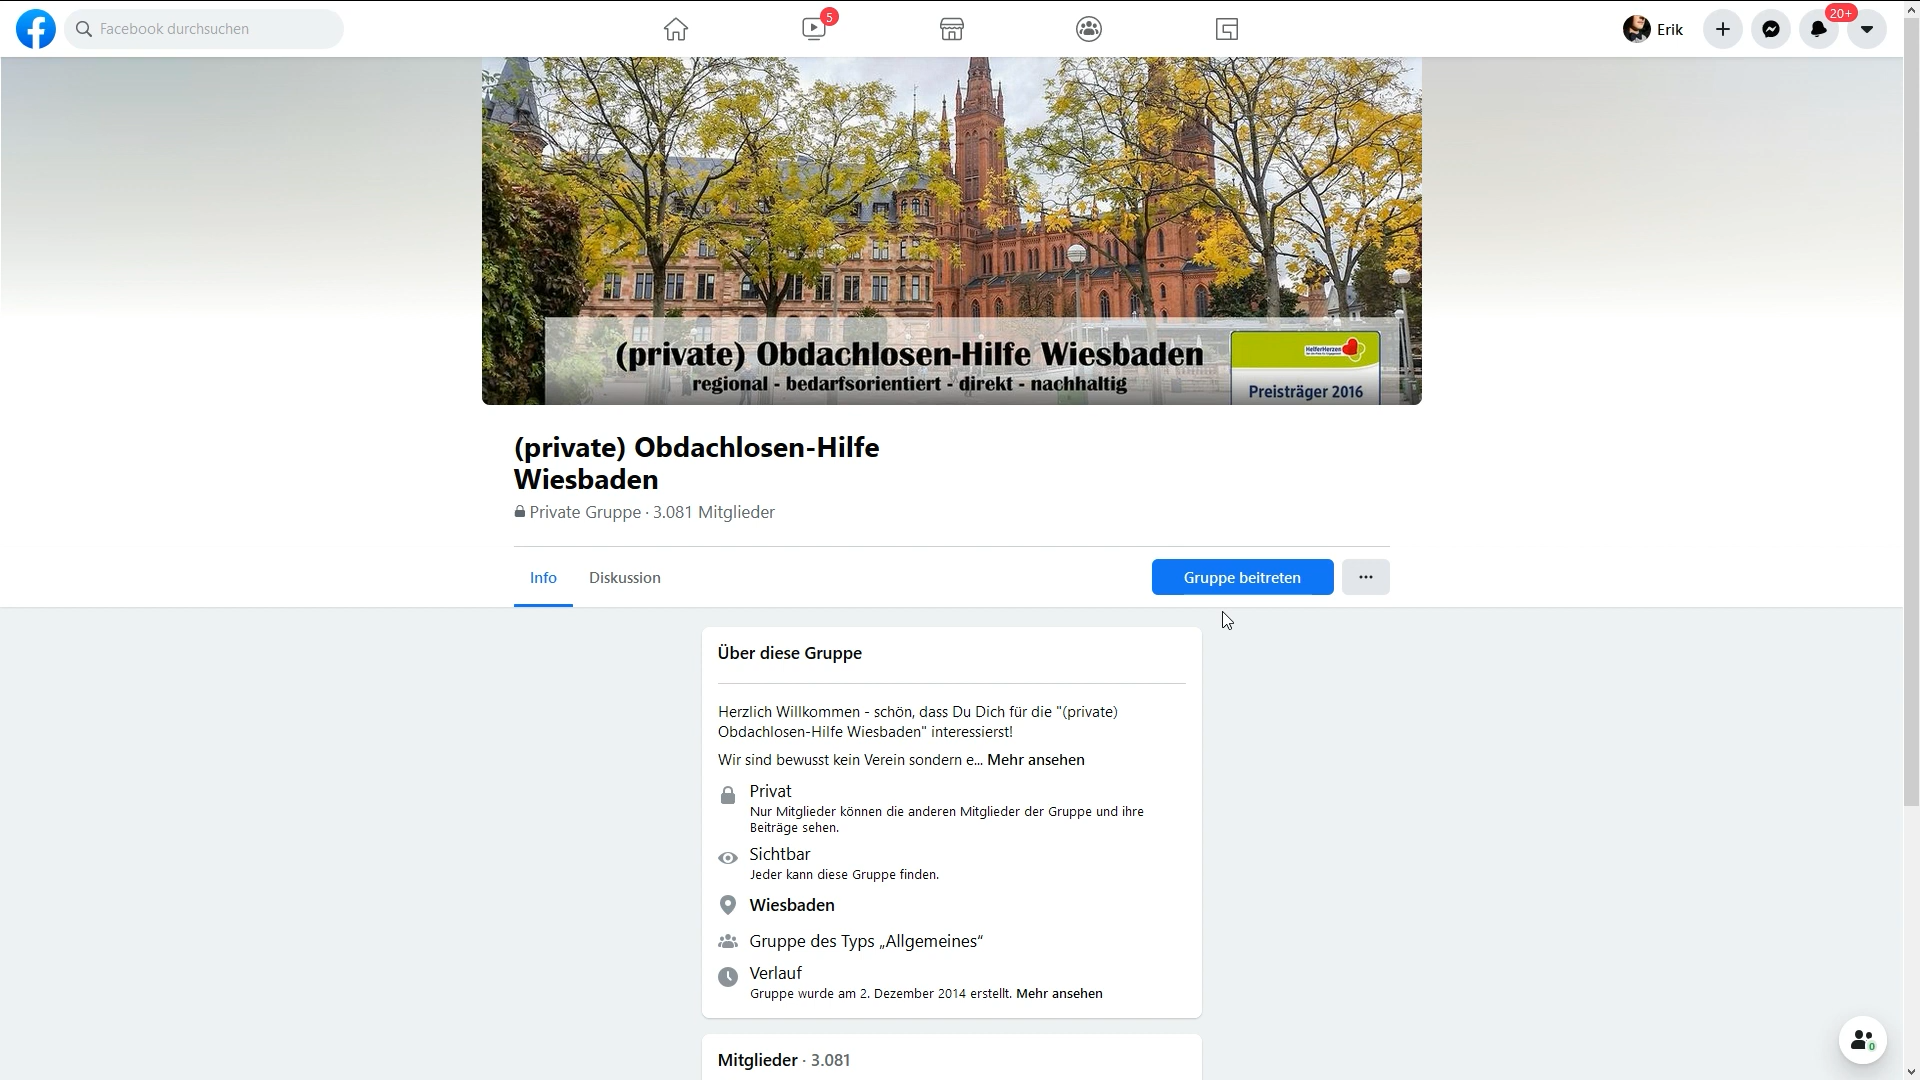 Facebook durchsuchen
5
Erik
20+
(private) Obdachlosen-Hilfe Wiesbaden
regional - bedarfsorientiert - direkt - nachhaltig
HelferHerzen
Preisträger 2016
(private) Obdachlosen-Hilfe
Wiesbaden
Private Gruppe · 3.081 Mitglieder
Info
Diskussion
Gruppe beitreten
Über diese Gruppe
Herzlich Willkommen - schön, dass Du Dich für die "(private)
Obdachlosen-Hilfe Wiesbaden" interessierst!
Wir sind bewusst kein Verein sondern e... Mehr ansehen
Privat
Nur Mitglieder können die anderen Mitglieder der Gruppe und ihre
Beiträge sehen.
Sichtbar
Jeder kann diese Gruppe finden.
Wiesbaden
Gruppe des Typs „Allgemeines“
Verlauf
Gruppe wurde am 2. Dezember 2014 erstellt. Mehr ansehen
Mitglieder · 3.081
0